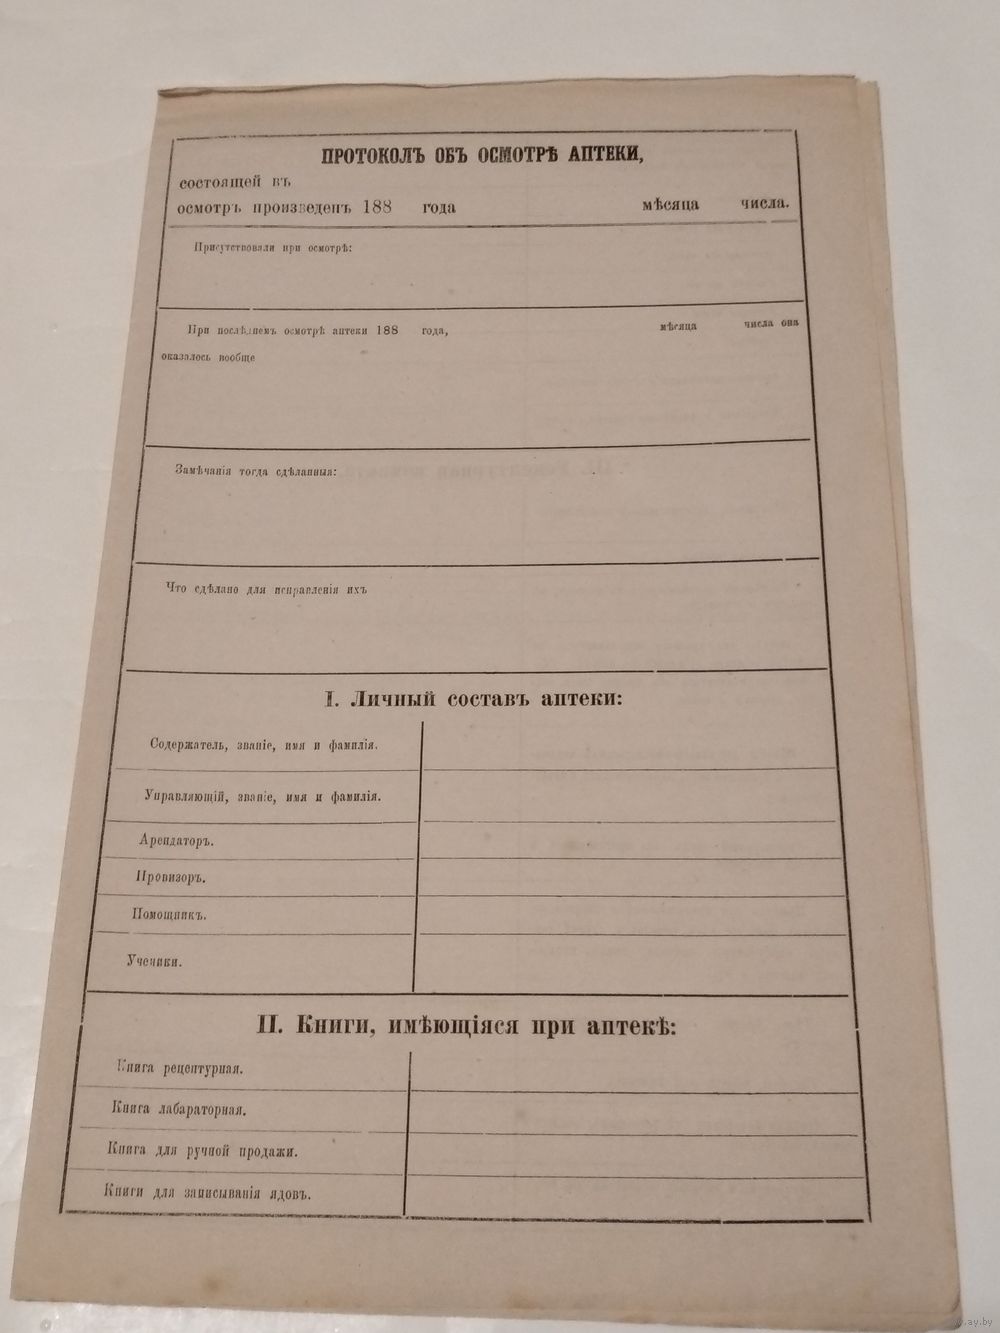 ПРОТОКОЛЪ ОБЪ ОСМОТРѢ АПТЕКИ,
состоящей въ
осмотръ произведенъ 188 года мѣсяца числа.
Присутствовали при осмотрѣ:
При послѣднемъ осмотрѣ аптеки 188 года, мѣсяца числа она
оказалось вообще
Замѣчанія тогда сдѣланныя:
Что сдѣлано для исправленія ихъ
I. Личный составъ аптеки:
Содержатель, званіе, имя и фамилія.
Управляющій, званіе, имя и фамилія.
Арендаторъ.
Провизоръ.
Помощникъ.
Ученики.
II. Книги, имѣющіяся при аптекѣ:
Книга рецептурная.
Книга лабараторная.
Книга для ручной продажи.
Книги для записыванія ядовъ.
ay.by